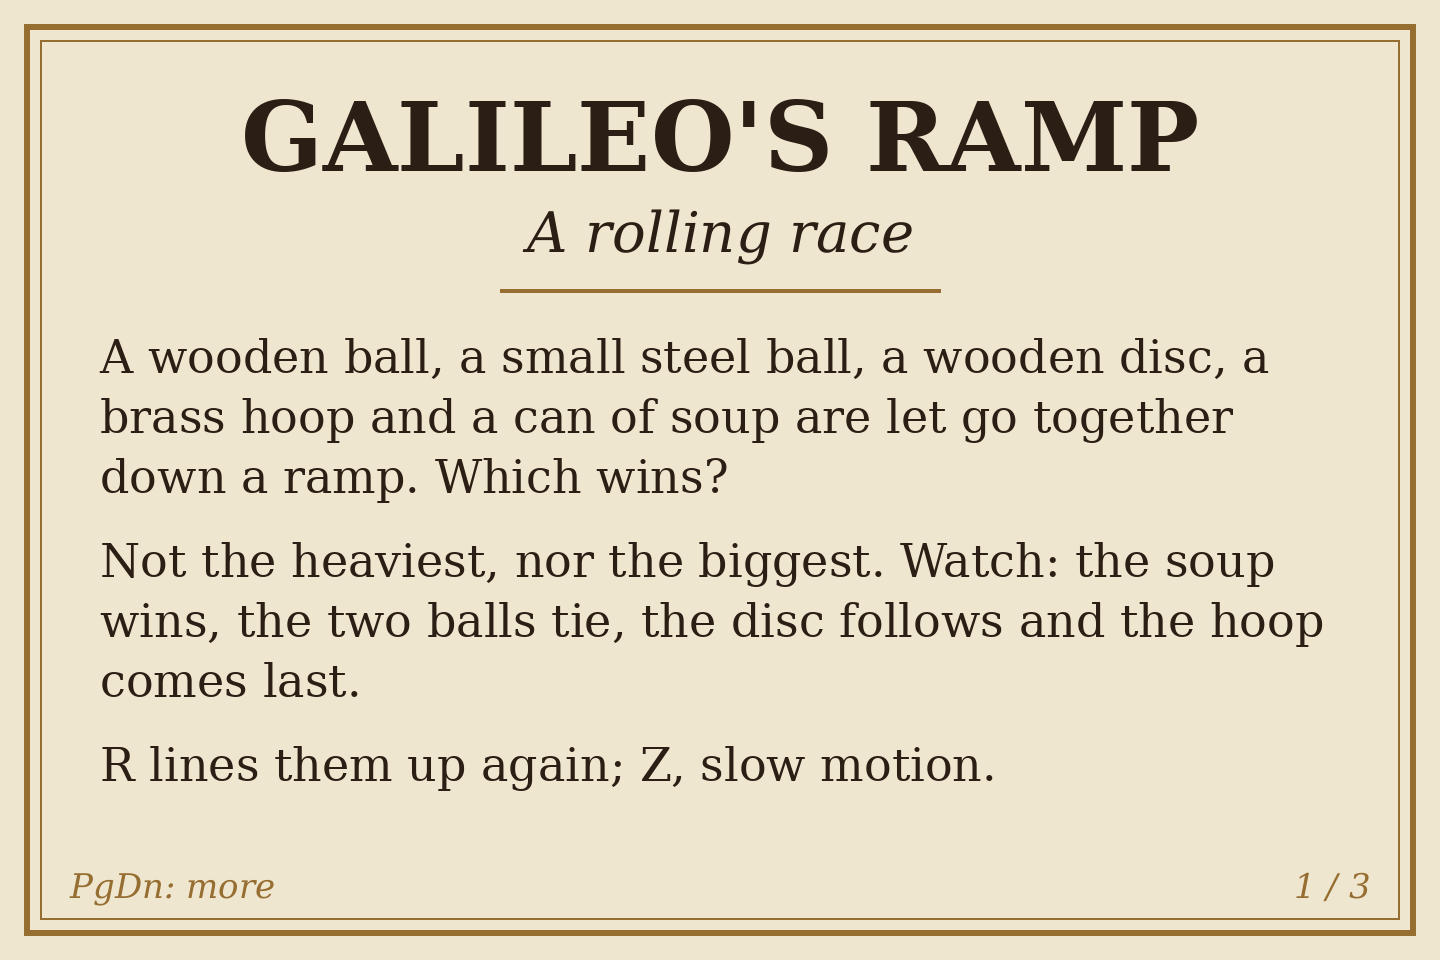 GALILEO'S RAMP
A rolling race
A wooden ball, a small steel ball, a wooden disc, a
brass hoop and a can of soup are let go together
down a ramp. Which wins?
Not the heaviest, nor the biggest. Watch: the soup
wins, the two balls tie, the disc follows and the hoop
comes last.
R lines them up again; Z, slow motion.
PgDn: more
1 / 3